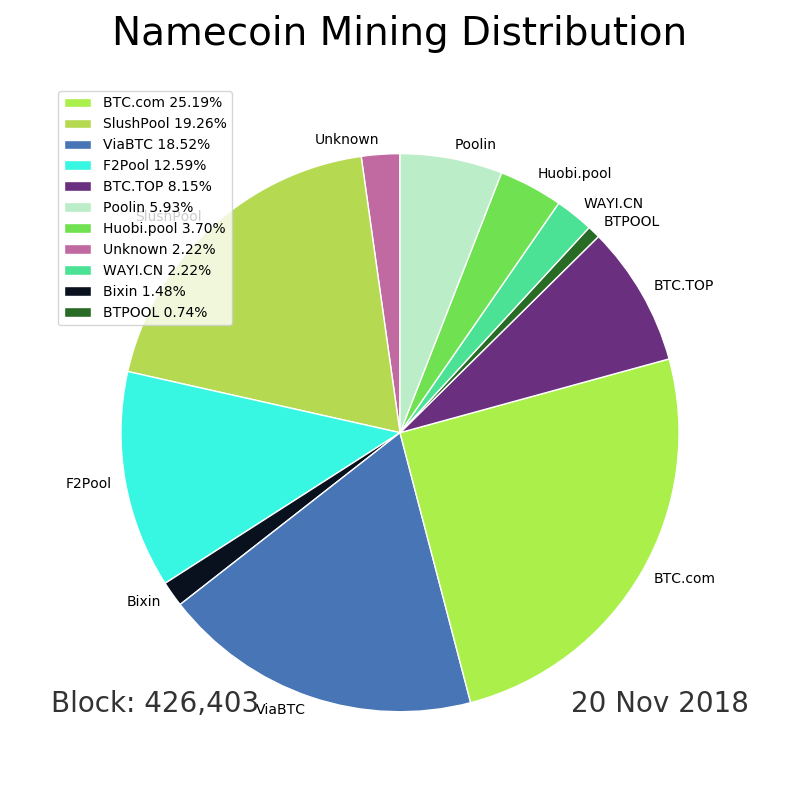 Namecoin Mining Distribution
BTC.com 25.19%
SlushPool 19.26%
ViaBTC 18.52%
F2Pool 12.59%
BTC.TOP 8.15%
Poolin 5.93%
Huobi.pool 3.70%
Unknown 2.22%
WAYI.CN 2.22%
Bixin 1.48%
BTPOOL 0.74%
Unknown
Poolin
Huobi.pool
WAYI.CN
SlushPool
BTPOOL
BTC.TOP
F2Pool
BTC.com
Bixin
ViaBTC
Block: 426,403
20 Nov 2018